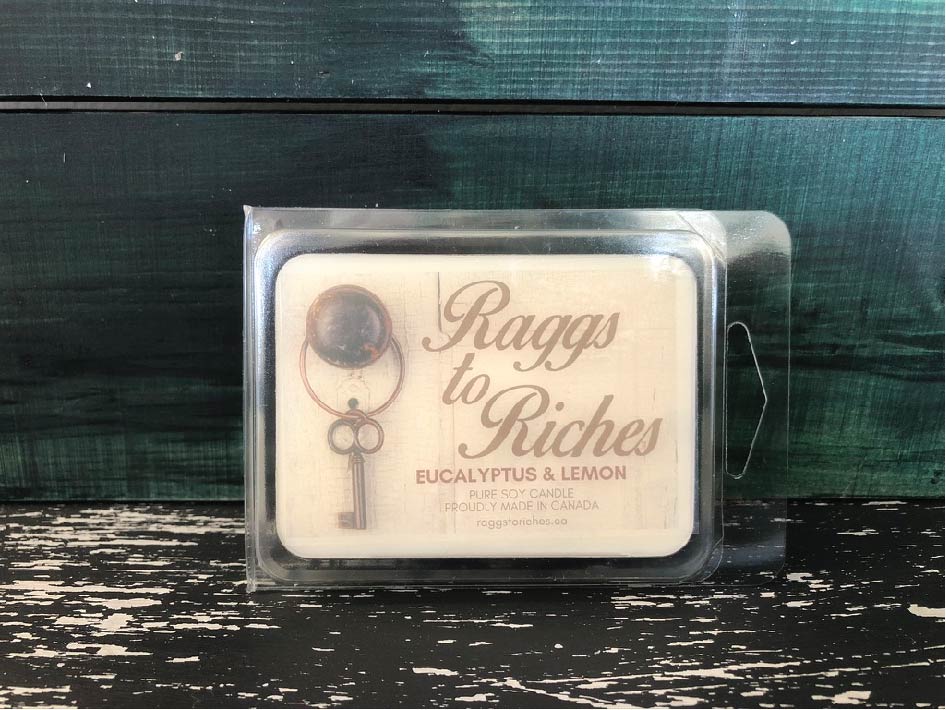 Raggs
to
Riches
EUCALYPTUS & LEMON
PURE SOY CANDLE
PROUDLY MADE IN CANADA
raggstoriches.ca